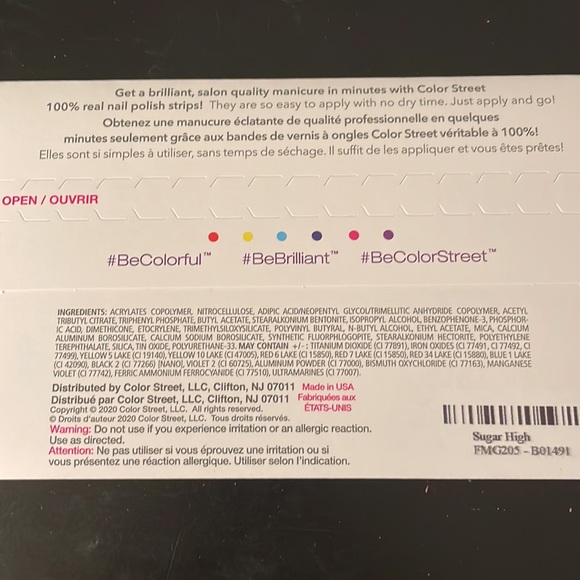 Get a brilliant, salon quality manicure in minutes with Color Street
100% real nail polish strips! They are so easy to apply with no dry time. Just apply and go!
Obtenez une manucure éclatante de qualité professionnelle en quelques
minutes seulement grâce aux bandes de vernis à ongles Color Street véritable à 100%!
Elles sont si simples à utiliser, sans temps de séchage. Il suffit de les appliquer et vous êtes prêtes!
OPEN / OUVRIR
#BeColorful™ #BeBrilliant™ #BeColorStreet™
INGREDIENTS: ACRYLATES COPOLYMER, NITROCELLULOSE, ADIPIC ACID/NEOPENTYL GLYCOL/TRIMELLITIC ANHYDRIDE COPOLYMER, ACETYL
TRIBUTYL CITRATE, TRIPHENYL PHOSPHATE, BUTYL ACETATE, STEARALKONIUM BENTONITE, ISOPROPYL ALCOHOL, BENZOPHENONE-3, PHOSPHOR-
IC ACID, DIMETHICONE, ETOCRYLENE, TRIMETHYLSILOXYSILICATE, POLYVINYL BUTYRAL, N-BUTYL ALCOHOL, ETHYL ACETATE, MICA, CALCIUM
ALUMINUM BOROSILICATE, CALCIUM SODIUM BOROSILICATE, SYNTHETIC FLUORPHLOGOPITE, STEARALKONIUM HECTORITE, POLYETHYLENE
TEREPHTHALATE, SILICA, TIN OXIDE, POLYURETHANE-33. MAY CONTAIN +/- : TITANIUM DIOXIDE (CI 77891), IRON OXIDES (CI 77491, CI 77492, CI
77499), YELLOW 5 LAKE (CI 19140), YELLOW 10 LAKE (CI 47005), RED 6 LAKE (CI 15850), RED 7 LAKE (CI 15850), RED 34 LAKE (CI 15880), BLUE 1 LAKE
(CI 42090), BLACK 2 (CI 77266) [NANO], VIOLET 2 (CI 60725), ALUMINUM POWDER (CI 77000), BISMUTH OXYCHLORIDE (CI 77163), MANGANESE
VIOLET (CI 77742), FERRIC AMMONIUM FERROCYANIDE (CI 77510), ULTRAMARINES (CI 77007).
Distributed by Color Street, LLC, Clifton, NJ 07011 Made in USA
Distribué par Color Street, LLC, Clifton, NJ 07011 Fabriquées aux
ÉTATS-UNIS
Copyright © 2020 Color Street, LLC. All rights reserved.
© Droits d'auteur 2020 Color Street, LLC. Tous droits réservés.
Warning: Do not use if you experience irritation or an allergic reaction.
Use as directed.
Attention: Ne pas utiliser si vous éprouvez une irritation ou si
vous présentez une réaction allergique. Utiliser selon l'indication.
Sugar High
FMG205 - B01491